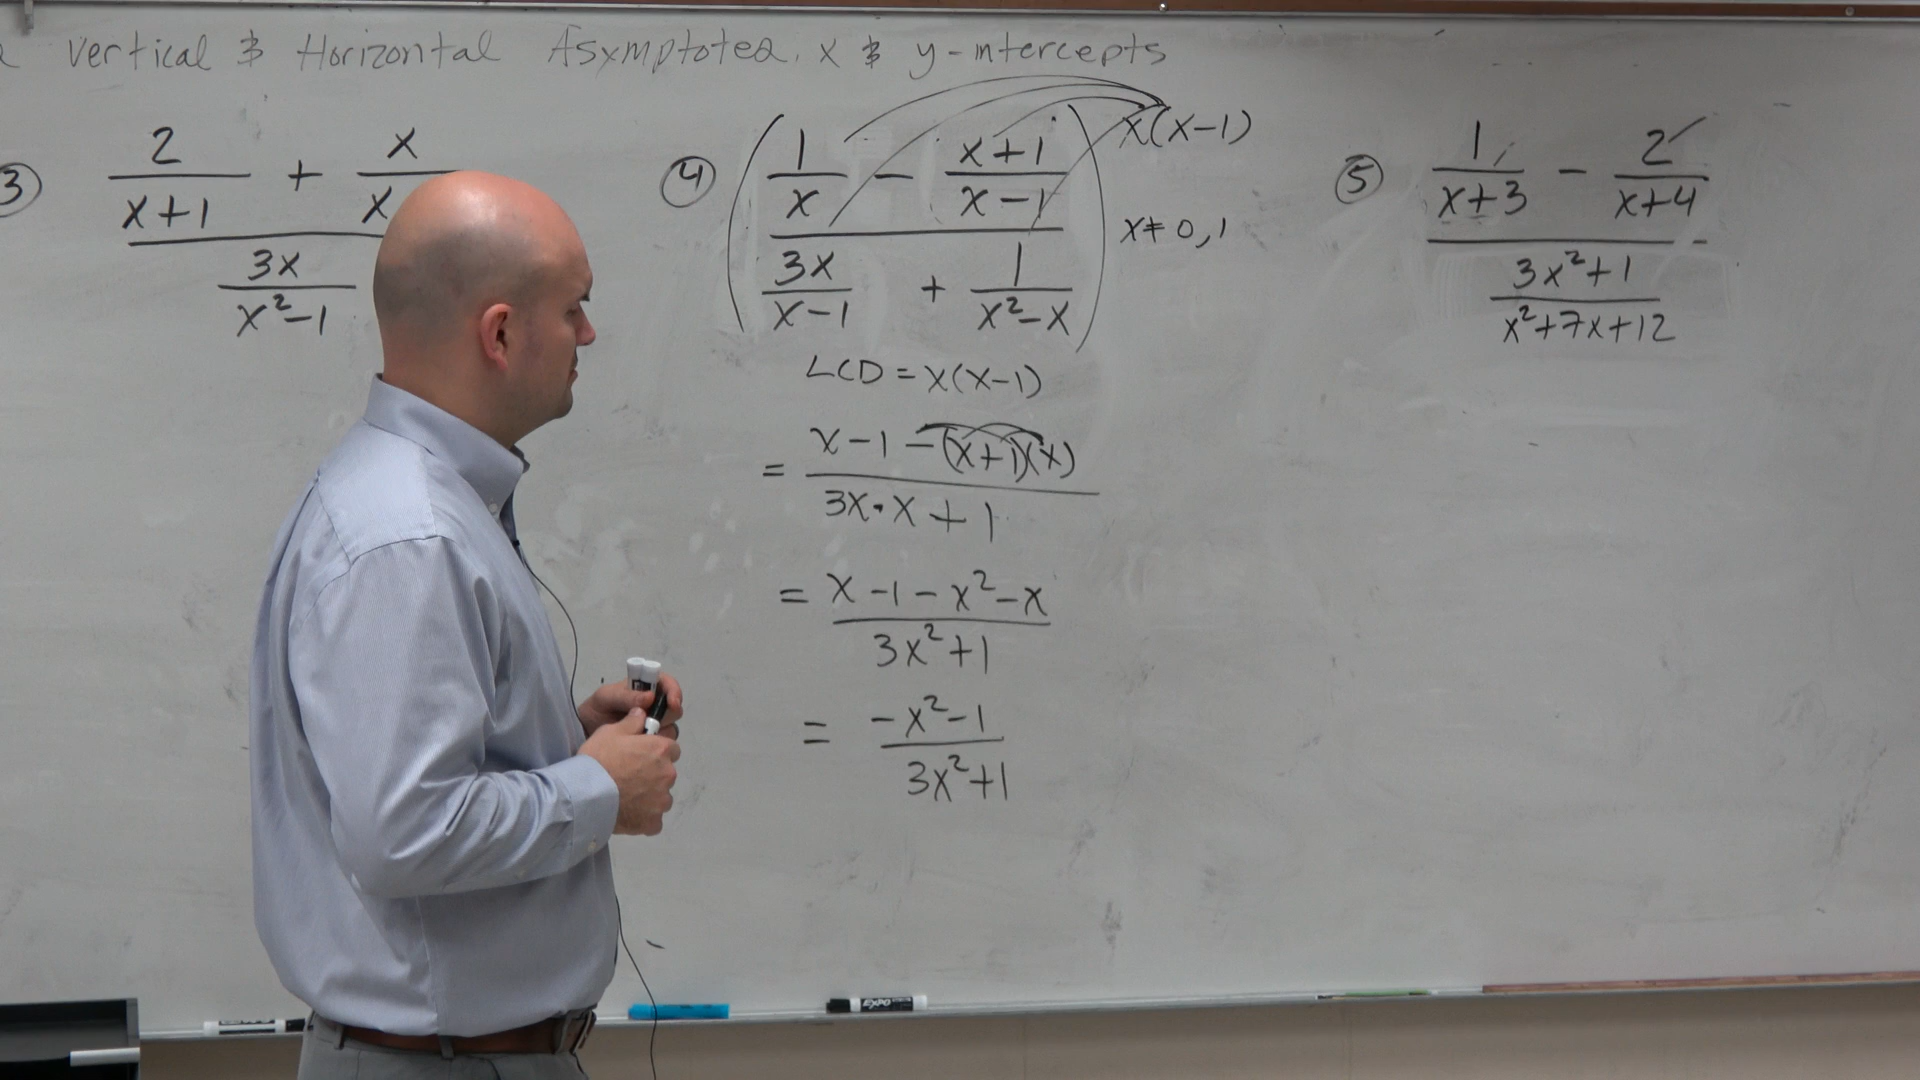 Vertical & Horizontal Asymptotes, x & y-intercepts
③ 2/(x+1) + x/x
3x/(x²-1)
④ (1/x - (x+1)/(x-1)) x(x-1)
3x/(x-1) + 1/(x²-x)
x≠0,1
LCD = x(x-1)
= (x-1-(x+1)(x))/(3x·x+1)
= (x-1-x²-x)/(3x²+1)
= (-x²-1)/(3x²+1)
⑤ 1/(x+3) - 2/(x+4)
(3x²+1)/(x²+7x+12)
EXPO